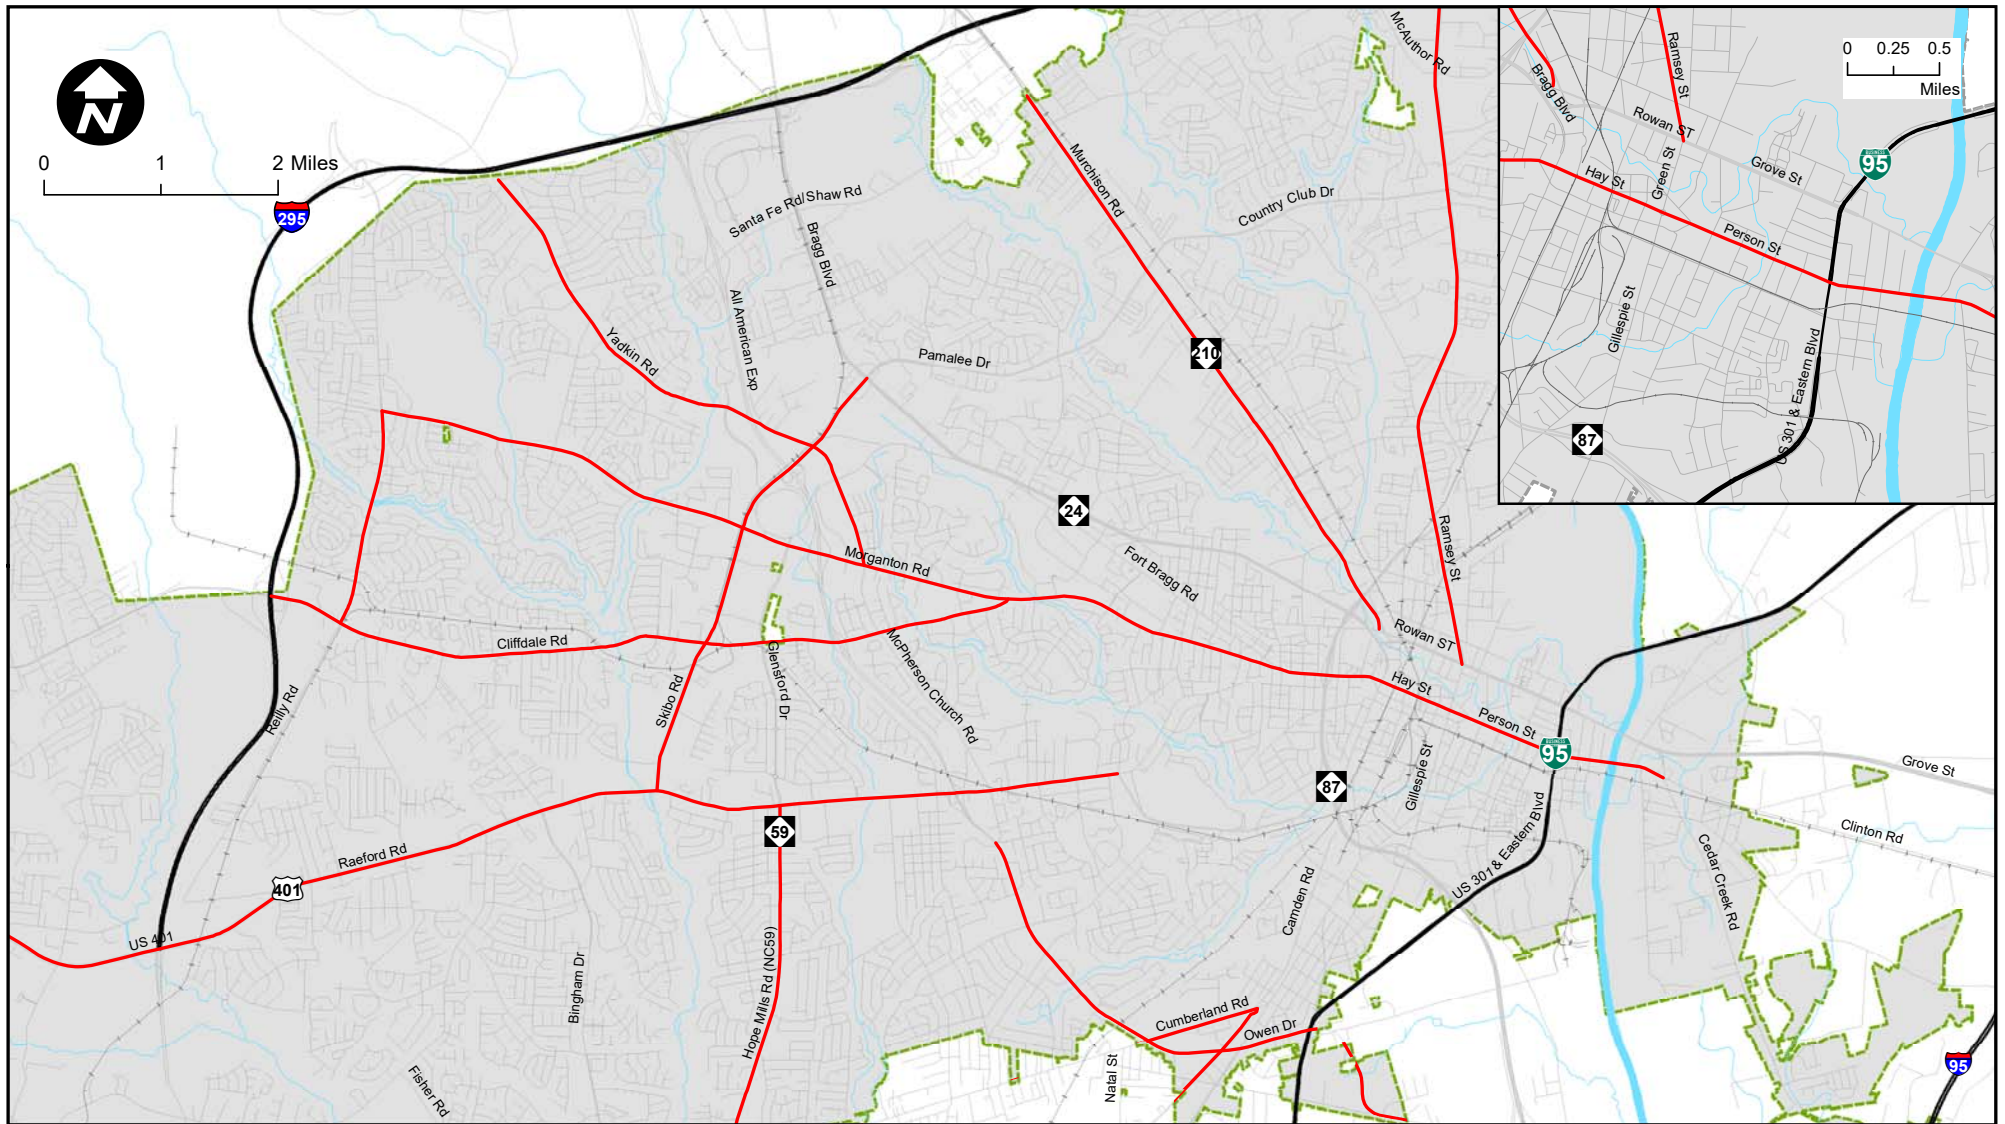 N
0 1 2 Miles
295
McAuthor Rd
Murchison Rd
Country Club Dr
Santa Fe Rd/Shaw Rd
Bragg Blvd
All American Exp
Yadkin Rd
Pamalee Dr
210
24
Morganton Rd
Fort Bragg Rd
Ramsey St
Rowan ST
Cliffdale Rd
McPherson Church Rd
Glensford Dr
Skibo Rd
Reilly Rd
Hay St
Person St
BUSINESS
95
Grove St
Gillespie St
87
59
Raeford Rd
401
US 401
US 301 & Eastern Blvd
Cedar Creek Rd
Clinton Rd
Camden Rd
Bingham Dr
Hope Mills Rd (NC59)
Cumberland Rd
Owen Dr
Natal St
Fisher Rd
95
0 0.25 0.5
Miles
Ramsey St
Bragg Blvd
Rowan ST
Green St
Grove St
BUSINESS
95
Hay St
Person St
Gillespie St
US 301 & Eastern Blvd
87